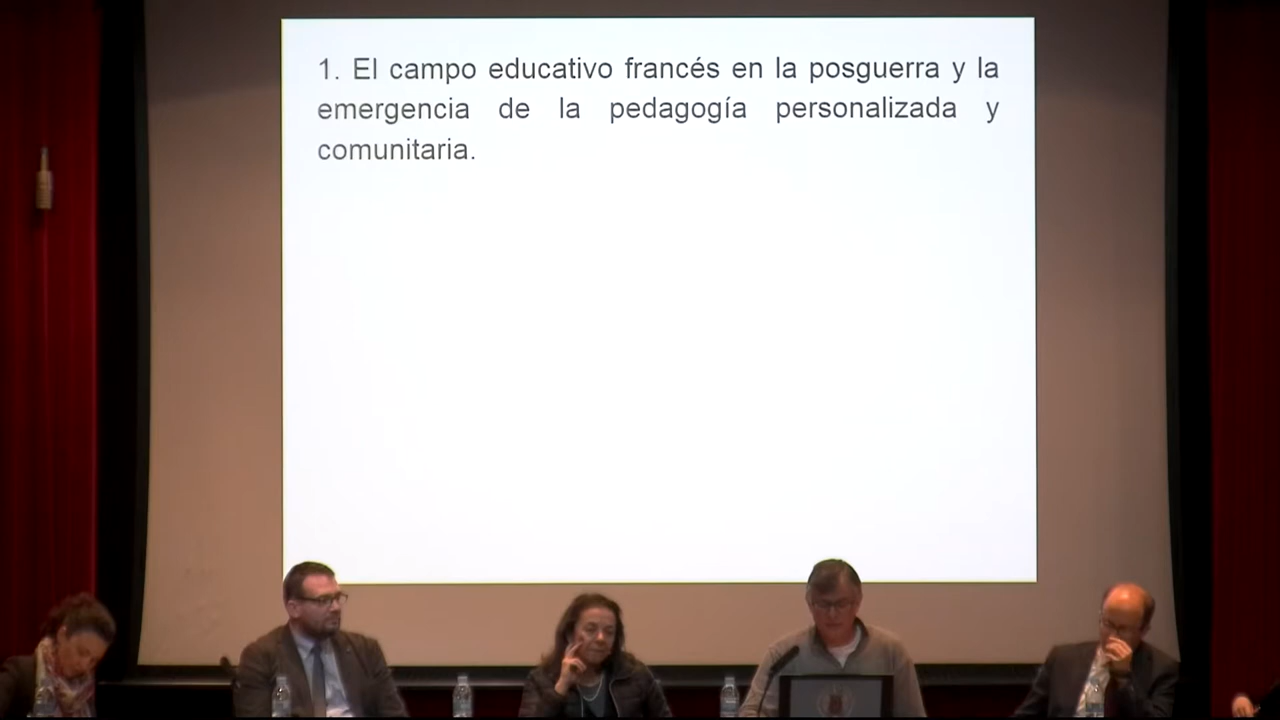 1. El campo educativo francés en la posguerra y la
emergencia de la pedagogía personalizada y
comunitaria.